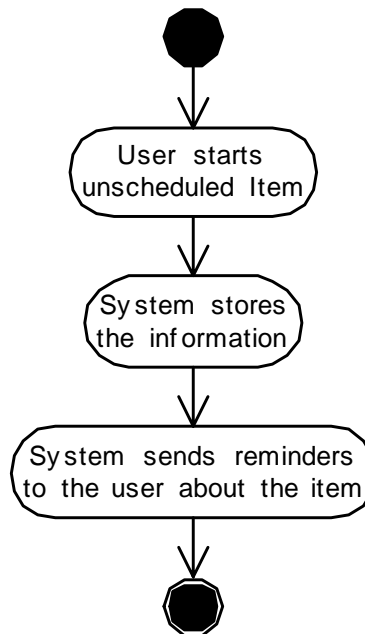 User starts
unscheduled Item
System stores
the information
System sends reminders
to the user about the item